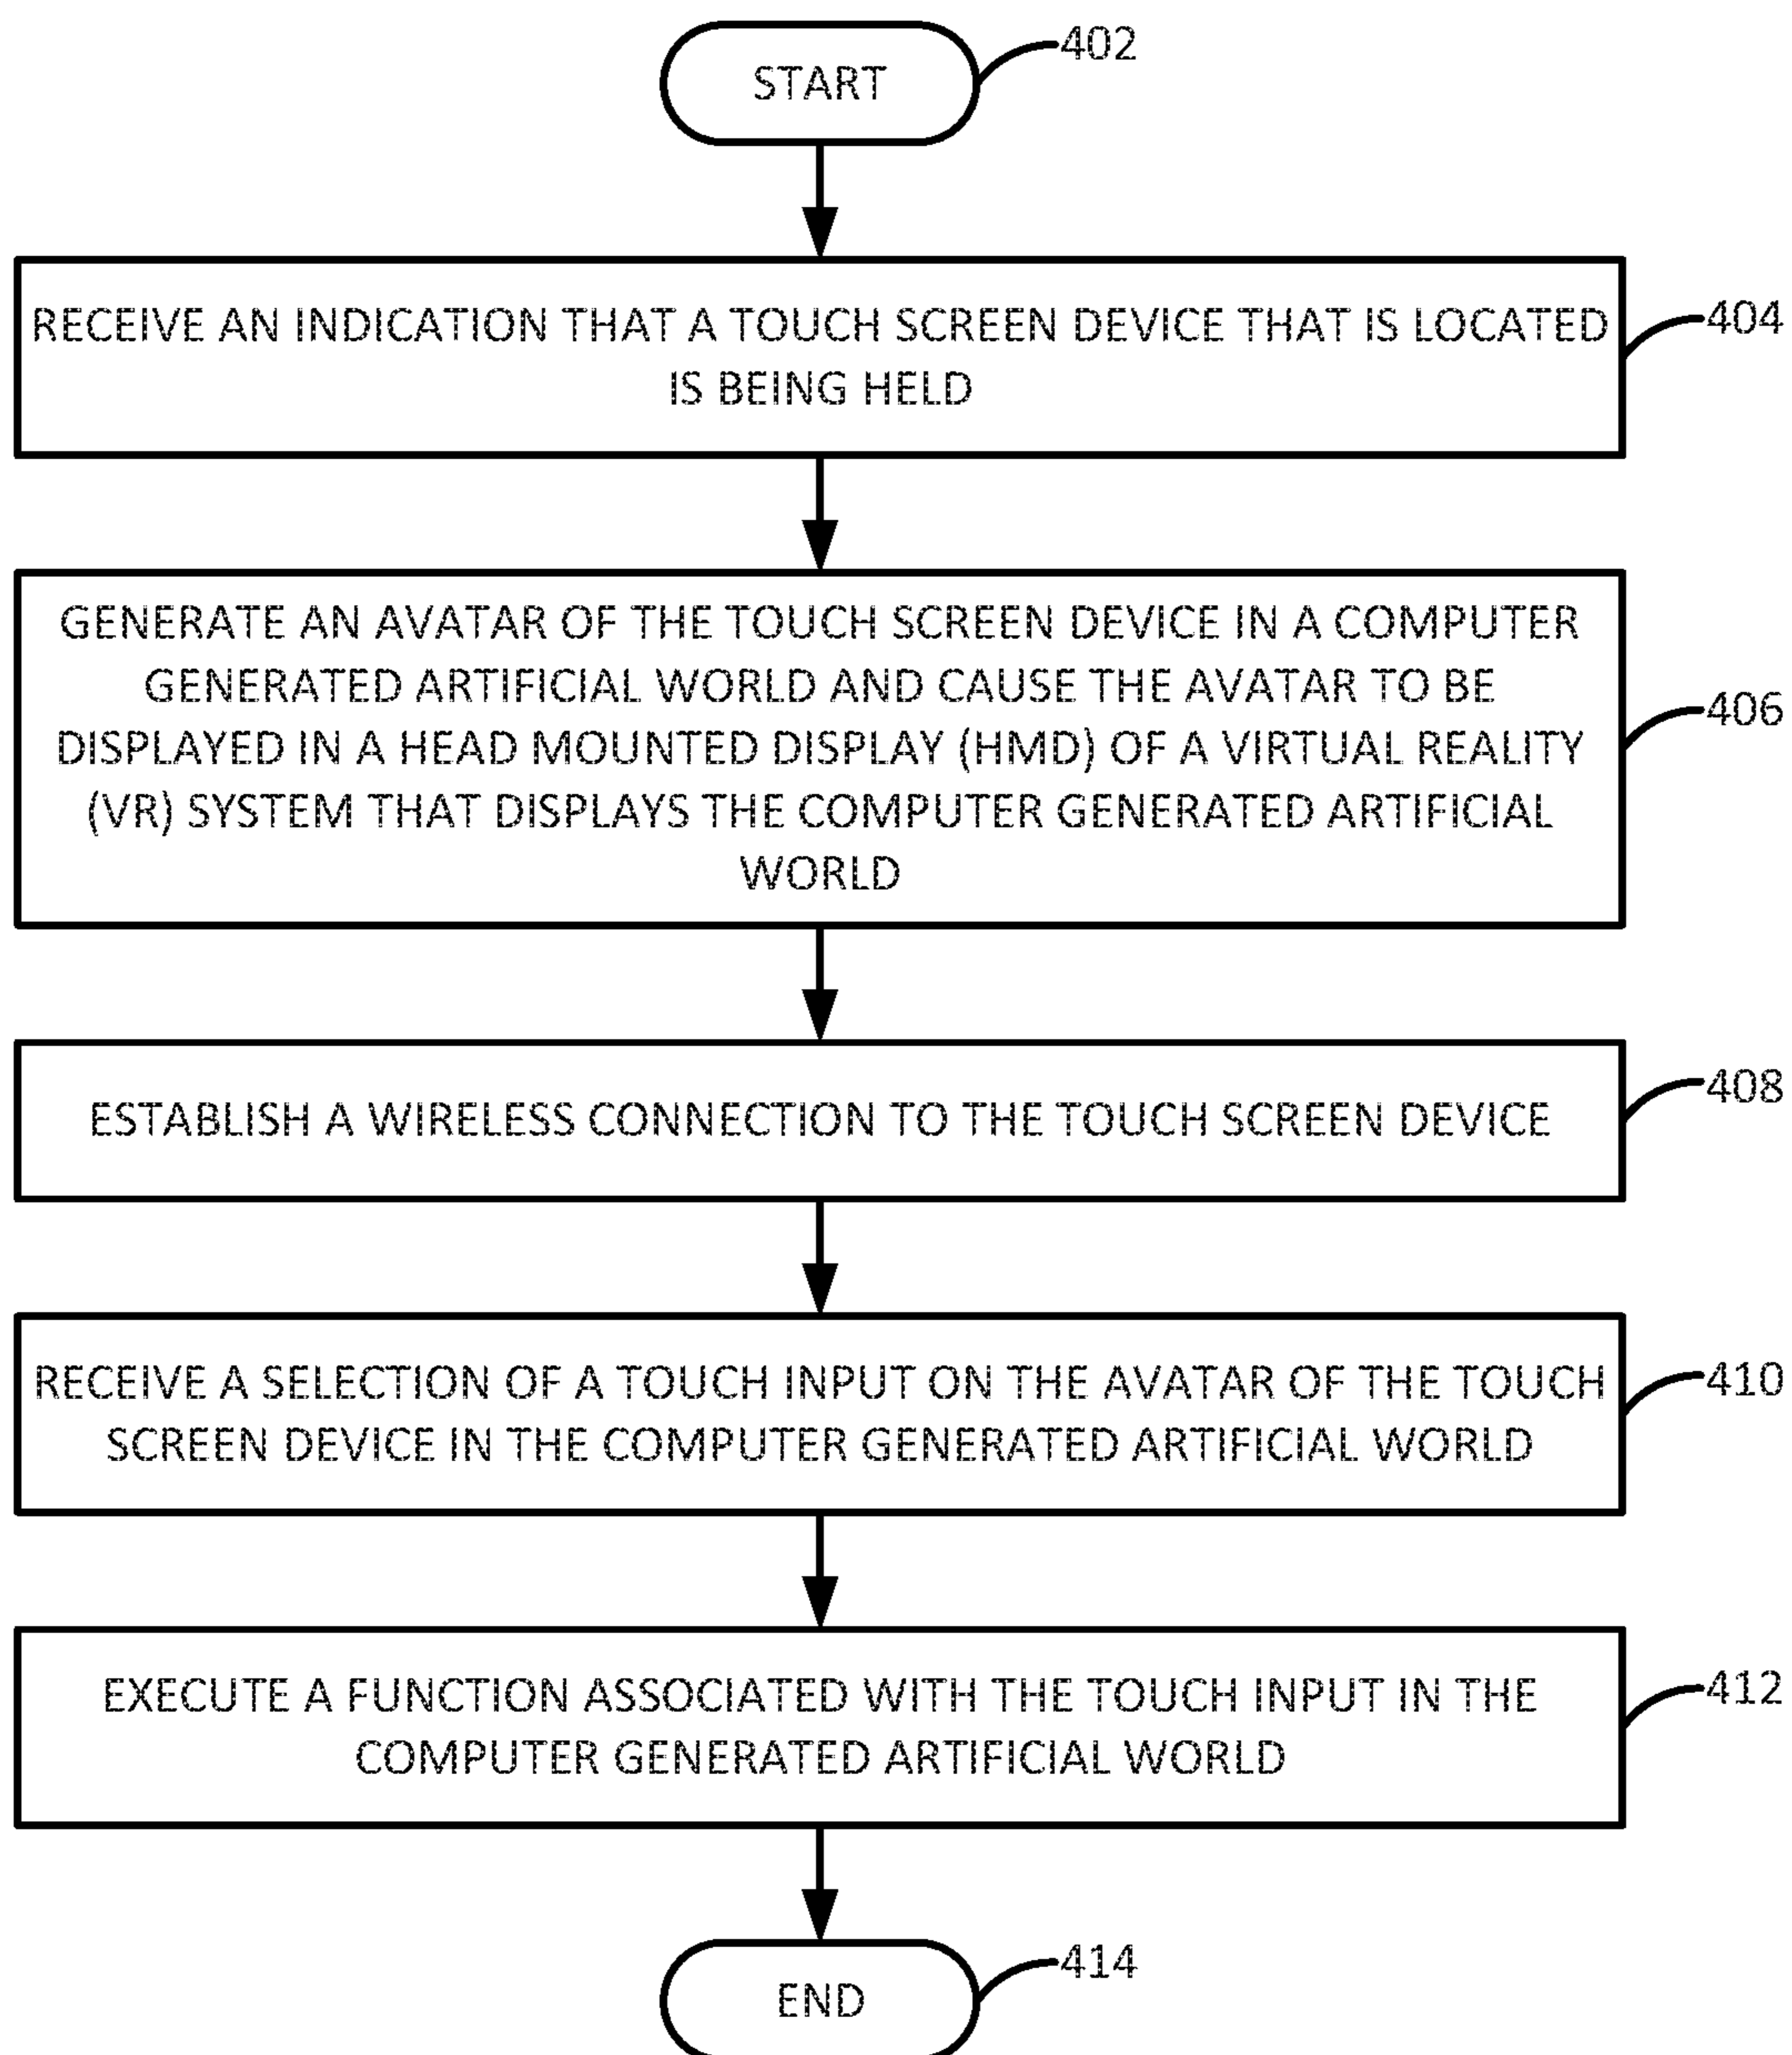 START
402
RECEIVE AN INDICATION THAT A TOUCH SCREEN DEVICE THAT IS LOCATED
IS BEING HELD
404
GENERATE AN AVATAR OF THE TOUCH SCREEN DEVICE IN A COMPUTER
GENERATED ARTIFICIAL WORLD AND CAUSE THE AVATAR TO BE
DISPLAYED IN A HEAD MOUNTED DISPLAY (HMD) OF A VIRTUAL REALITY
(VR) SYSTEM THAT DISPLAYS THE COMPUTER GENERATED ARTIFICIAL
WORLD
406
ESTABLISH A WIRELESS CONNECTION TO THE TOUCH SCREEN DEVICE
408
RECEIVE A SELECTION OF A TOUCH INPUT ON THE AVATAR OF THE TOUCH
SCREEN DEVICE IN THE COMPUTER GENERATED ARTIFICIAL WORLD
410
EXECUTE A FUNCTION ASSOCIATED WITH THE TOUCH INPUT IN THE
COMPUTER GENERATED ARTIFICIAL WORLD
412
END
414